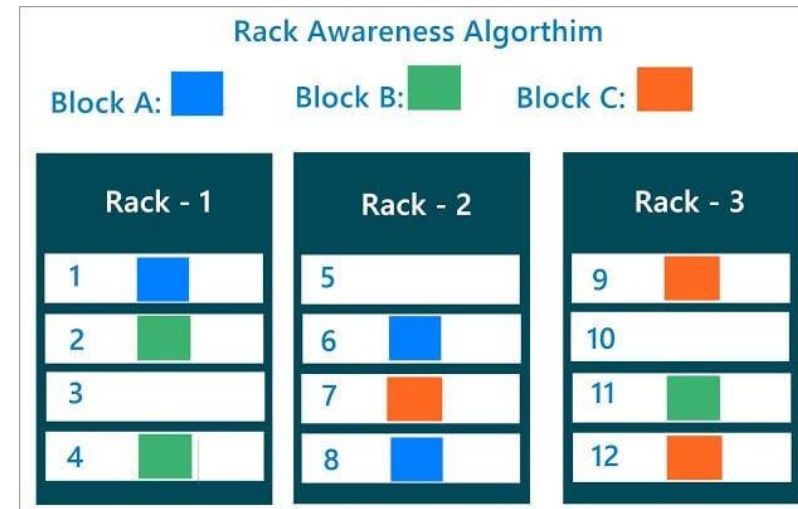 Rack Awareness Algorthim
Block A:
Block B:
Block C:
Rack - 1
1
2
3
4
Rack - 2
5
6
7
8
Rack - 3
9
10
11
12